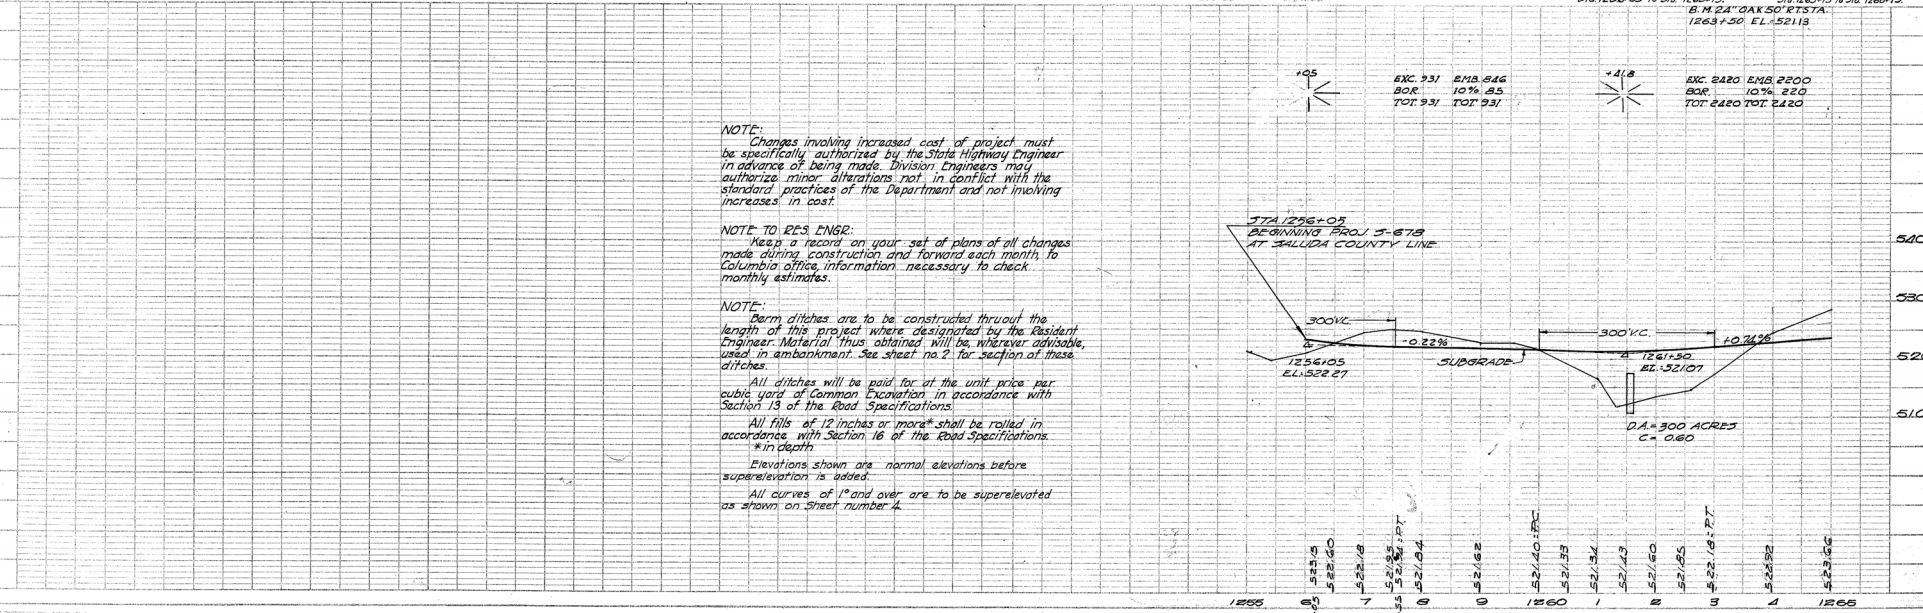 B.M. 24" OAK 50' RT. STA.
1263+50 EL.=521.13
+05
EXC. 931 EMB. 846
BOR. 10% 85
TOT. 931 TOT. 931
+41.8
EXC. 2420 EMB. 2200
BOR. 10% 220
TOT. 2420 TOT. 2420
NOTE:
Changes involving increased cost of project must
be specifically authorized by the State Highway Engineer
in advance of being made. Division Engineers may
authorize minor alterations not in conflict with the
standard practices of the Department and not involving
increases in cost.
NOTE TO RES. ENGR:
Keep a record on your set of plans of all changes
made during construction and forward each month, to
Columbia office, information necessary to check
monthly estimates.
NOTE:
Berm ditches are to be constructed thruout the
length of this project where designated by the Resident
Engineer. Material thus obtained will be, wherever advisable,
used in embankment. See sheet no. 2 for section of these
ditches.
All ditches will be paid for at the unit price per
cubic yard of Common Excavation in accordance with
Section 13 of the Road Specifications.
All fills of 12 inches or more* shall be rolled in
accordance with Section 16 of the Road Specifications.
*in depth
Elevations shown are normal elevations before
superelevation is added.
All curves of 1° and over are to be superelevated
as shown on Sheet number 4.
STA. 1256+05
BEGINNING PROJ. S-678
AT SALUDA COUNTY LINE
540
530
520
510
300 V.C.
-0.22%
1256+05
EL.=522.27
SUBGRADE
300' V.C.
+0.74%
1261+50
EL.=521.07
D.A.=300 ACRES
C= 0.60
523.15
522.60
522.18
521.95
521.94=P.T.
521.84
521.62
521.40=P.C.
521.33
521.34
521.43
521.60
521.85
522.18=P.T.
522.92
523.66
1255 6 7 8 9 1260 1 2 3 4 1265